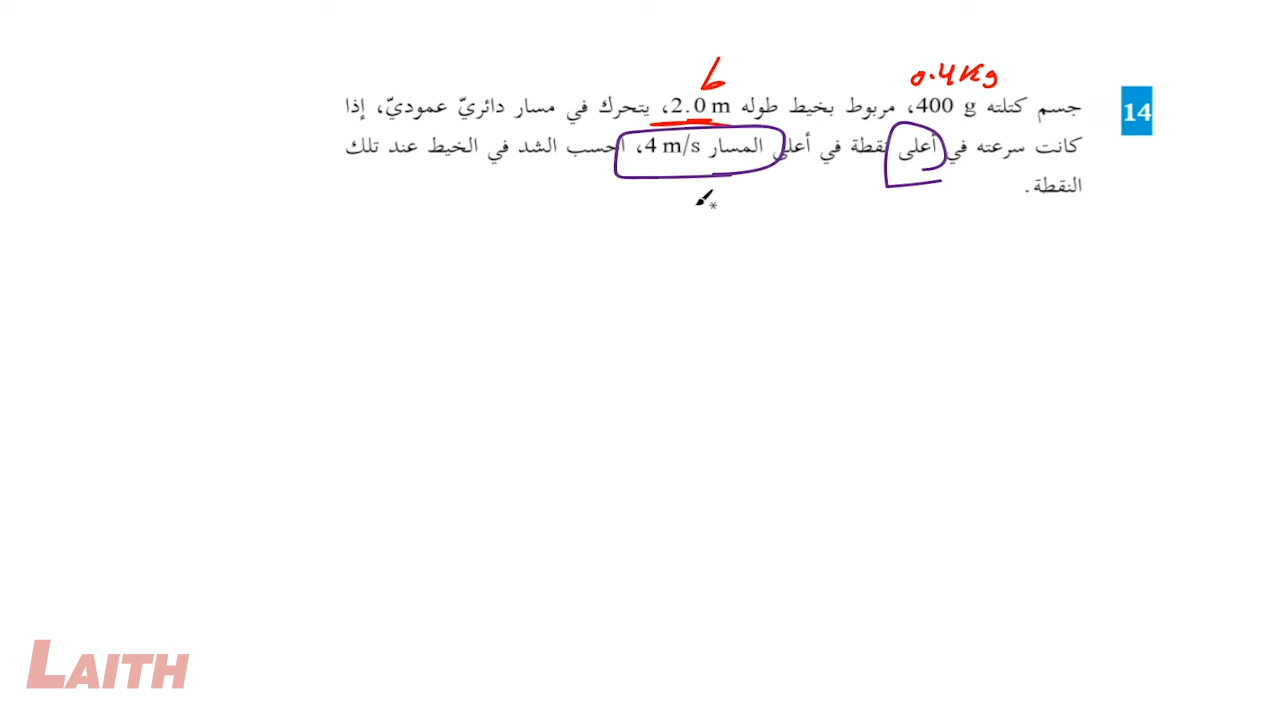 0.4Kg
14 جسم كتلته 400 g، مربوط بخيط طوله 2.0 m، يتحرك في مسار دائريّ عموديّ، إذا
كانت سرعته في أعلى نقطة في أعلى المسار 4 m/s، احسب الشد في الخيط عند تلك
النقطة.
LAITH